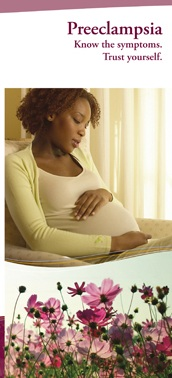 Preeclampsia
Know the symptoms.
Trust yourself.